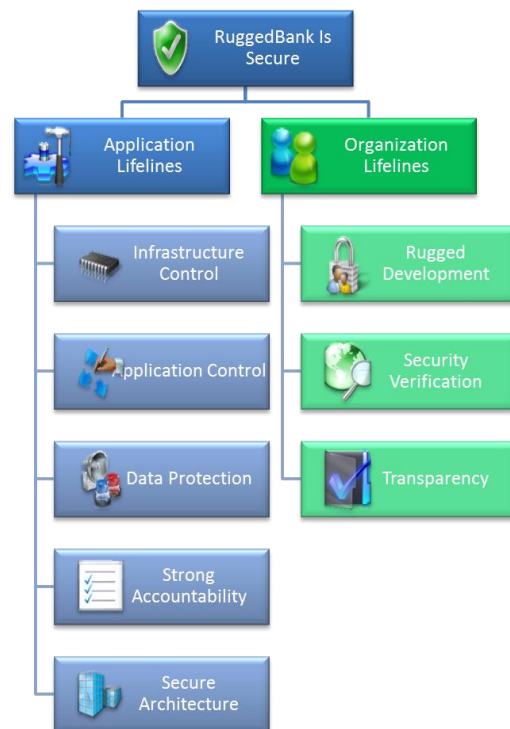 RuggedBank Is
Secure
Application
Lifelines
Organization
Lifelines
Infrastructure
Control
Application Control
Data Protection
Strong
Accountability
Secure
Architecture
Rugged
Development
Security
Verification
Transparency